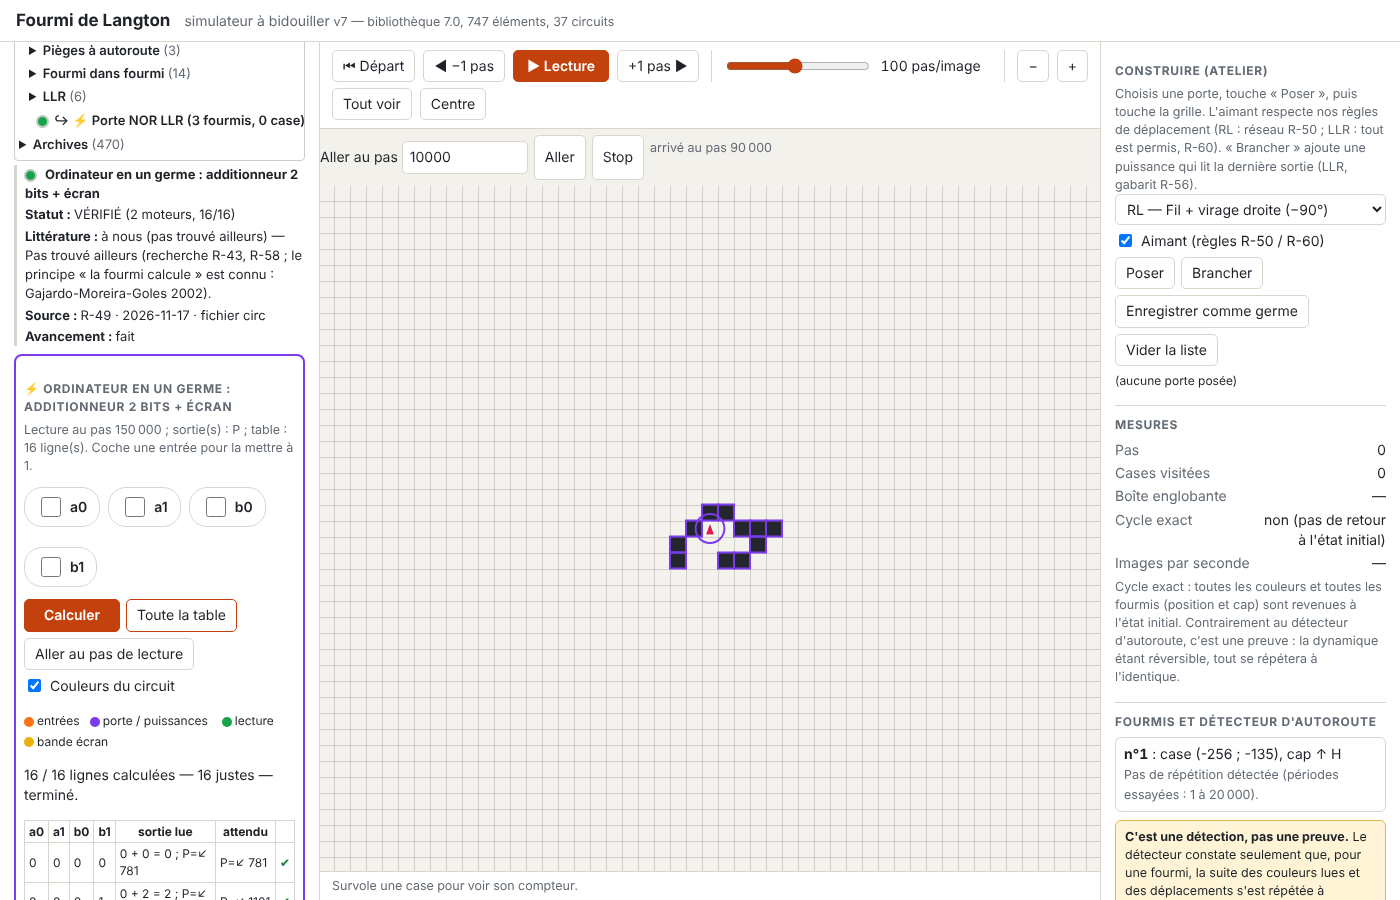 Fourmi de Langton simulateur à bidouiller v7 — bibliothèque 7.0, 747 éléments, 37 circuits
▶ Pièges à autoroute (3)
▶ Fourmi dans fourmi (14)
▶ LLR (6)
↪ ⚡ Porte NOR LLR (3 fourmis, 0 case)
▶ Archives (470)
Ordinateur en un germe : additionneur 2
bits + écran
Statut : VÉRIFIÉ (2 moteurs, 16/16)
Littérature : à nous (pas trouvé ailleurs) —
Pas trouvé ailleurs (recherche R-43, R-58 ; le
principe « la fourmi calcule » est connu :
Gajardo-Moreira-Goles 2002).
Source : R-49 · 2026-11-17 · fichier circ
Avancement : fait
⚡ ORDINATEUR EN UN GERME :
ADDITIONNEUR 2 BITS + ÉCRAN
Lecture au pas 150 000 ; sortie(s) : P ; table :
16 ligne(s). Coche une entrée pour la mettre à
1.
a0 a1 b0
b1
Calculer Toute la table
Aller au pas de lecture
Couleurs du circuit
entrées porte / puissances lecture
bande écran
16 / 16 lignes calculées — 16 justes —
terminé.
a0 a1 b0 b1 sortie lue attendu
0 0 0 0 0 + 0 = 0 ; P=↙ 781 P=↙ 781 ✔
0 + 2 = 2 ; P=↙
⏮ Départ ◀ −1 pas ▶ Lecture +1 pas ▶ 100 pas/image − +
Tout voir Centre
Aller au pas 10000 Aller Stop arrivé au pas 90 000
Survole une case pour voir son compteur.
CONSTRUIRE (ATELIER)
Choisis une porte, touche « Poser », puis
touche la grille. L'aimant respecte nos règles
de déplacement (RL : réseau R-50 ; LLR : tout
est permis, R-60). « Brancher » ajoute une
puissance qui lit la dernière sortie (LLR,
gabarit R-56).
RL — Fil + virage droite (−90°)
Aimant (règles R-50 / R-60)
Poser Brancher
Enregistrer comme germe
Vider la liste
(aucune porte posée)
MESURES
Pas 0
Cases visitées 0
Boîte englobante —
Cycle exact non (pas de retour
à l'état initial)
Images par seconde —
Cycle exact : toutes les couleurs et toutes les
fourmis (position et cap) sont revenues à
l'état initial. Contrairement au détecteur
d'autoroute, c'est une preuve : la dynamique
étant réversible, tout se répétera à
l'identique.
FOURMIS ET DÉTECTEUR D'AUTOROUTE
n°1 : case (-256 ; -135), cap ↑ H
Pas de répétition détectée (périodes
essayées : 1 à 20 000).
C'est une détection, pas une preuve. Le
détecteur constate seulement que, pour
une fourmi, la suite des couleurs lues et
des déplacements s'est répétée à